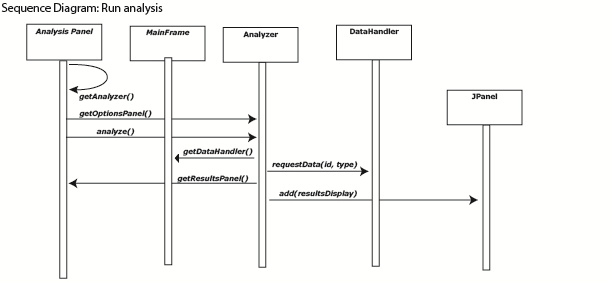 Sequence Diagram: Run analysis
Analysis Panel
MainFrame
Analyzer
DataHandler
JPanel
getAnalyzer()
getOptionsPanel()
analyze()
getDataHandler()
requestData(id, type)
getResultsPanel()
add(resultsDisplay)